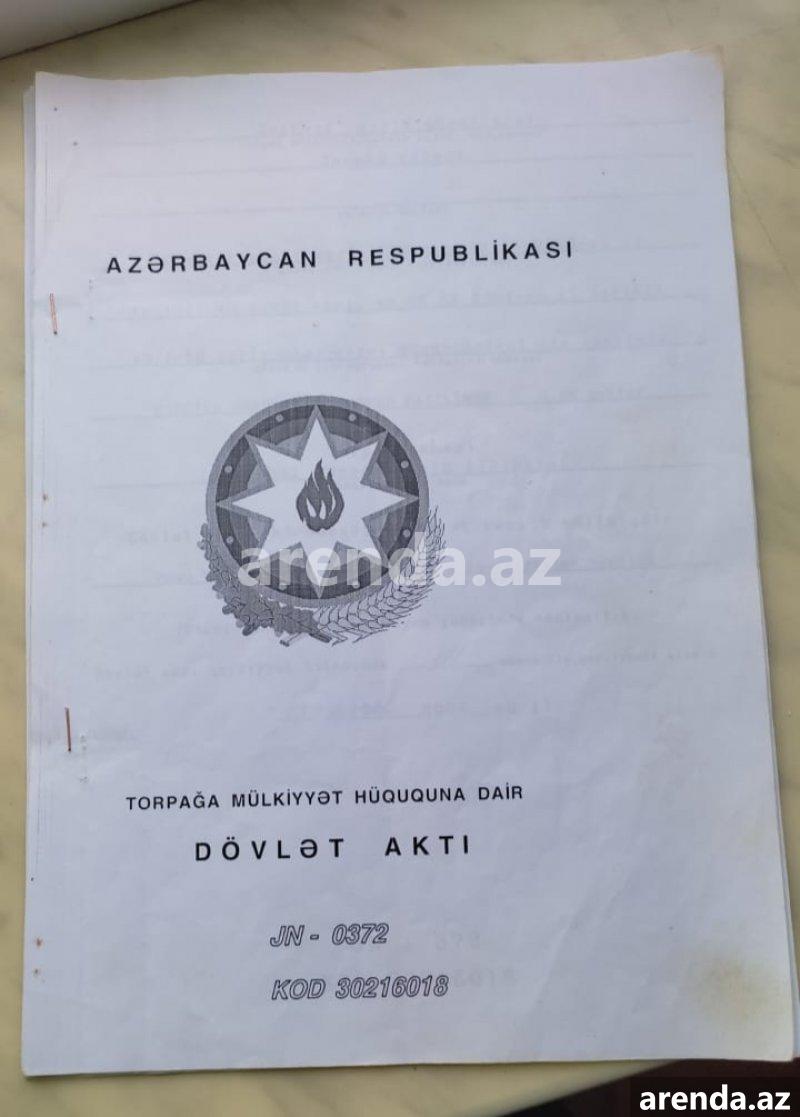 AZƏRBAYCAN RESPUBLİKASI
arenda.az
TORPAĞA MÜLKİYYƏT HÜQUQUNA DAİR
DÖVLƏT AKTI
JN - 0372
KOD 30216018
arenda.az